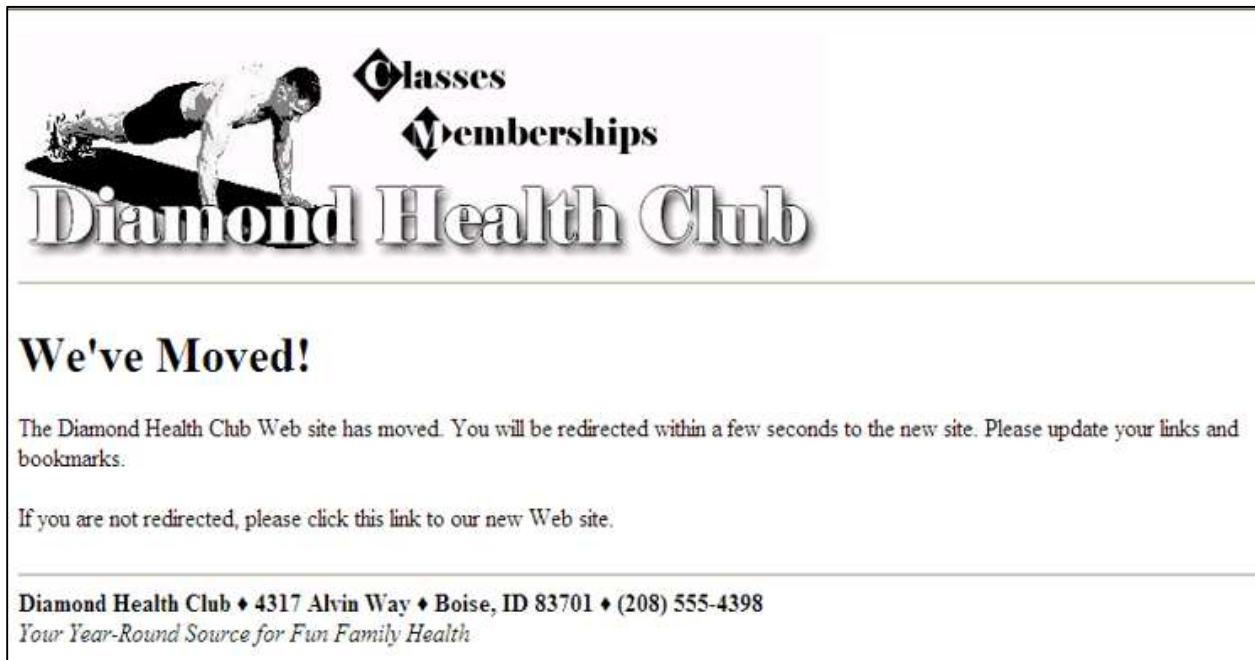 Classes
Memberships
Diamond Health Club
We've Moved!
The Diamond Health Club Web site has moved. You will be redirected within a few seconds to the new site. Please update your links and
bookmarks.
If you are not redirected, please click this link to our new Web site.
Diamond Health Club ♦ 4317 Alvin Way ♦ Boise, ID 83701 ♦ (208) 555-4398
Your Year-Round Source for Fun Family Health